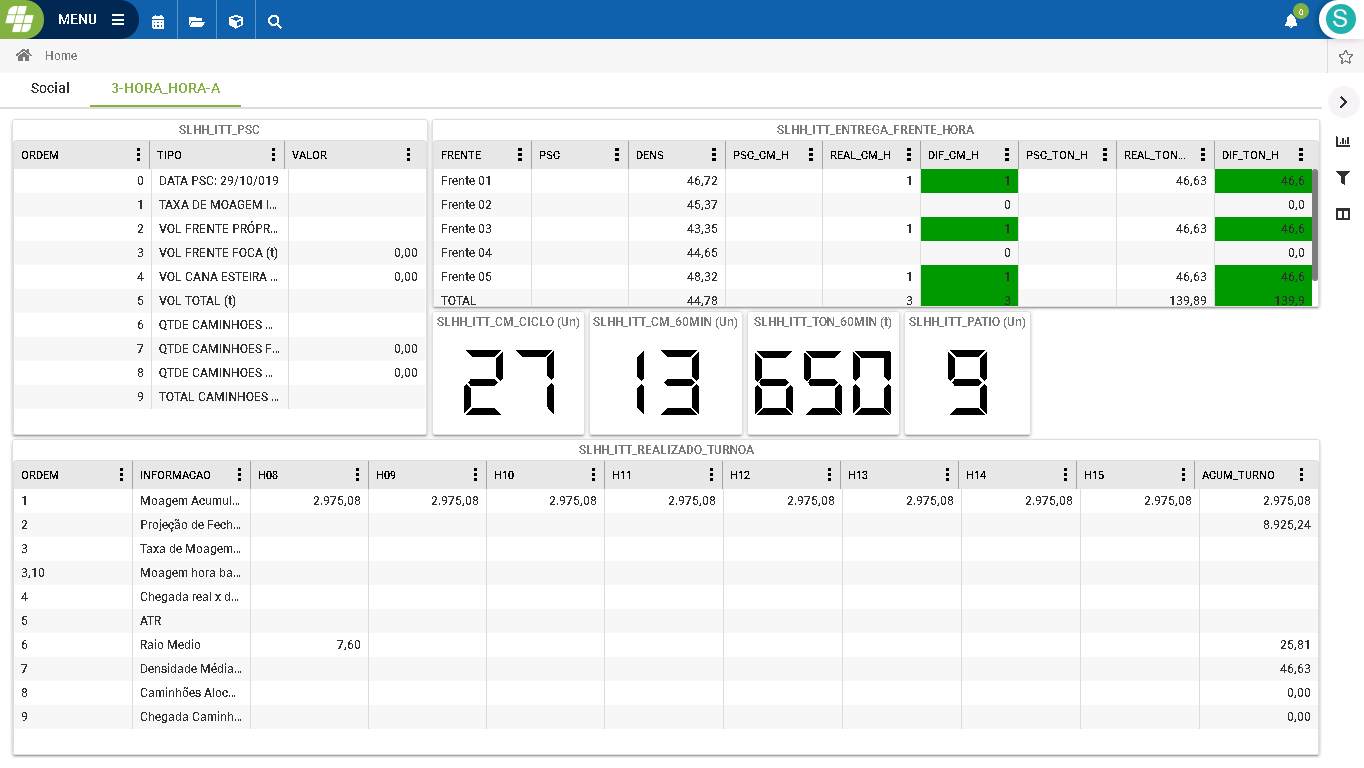 MENU
0
S
Home
Social 3-HORA_HORA-A
SLHH_ITT_PSC
ORDEM TIPO VALOR
0 DATA PSC: 29/10/019
1 TAXA DE MOAGEM I...
2 VOL FRENTE PRÓPR...
3 VOL FRENTE FOCA (t) 0,00
4 VOL CANA ESTEIRA ... 0,00
5 VOL TOTAL (t)
6 QTDE CAMINHOES ...
7 QTDE CAMINHOES F... 0,00
8 QTDE CAMINHOES ... 0,00
9 TOTAL CAMINHOES ...
SLHH_ITT_ENTREGA_FRENTE_HORA
FRENTE PSC DENS PSC_CM_H REAL_CM_H DIF_CM_H PSC_TON_H REAL_TON... DIF_TON_H
Frente 01 46,72 1 1 46,63 46,6
Frente 02 45,37 0 0,0
Frente 03 43,35 1 1 46,63 46,6
Frente 04 44,65 0 0,0
Frente 05 48,32 1 1 46,63 46,6
TOTAL 44,78 3 3 139,89 139,9
SLHH_ITT_CM_CICLO (Un) SLHH_ITT_CM_60MIN (Un) SLHH_ITT_TON_60MIN (t) SLHH_ITT_PATIO (Un)
27 13 650 9
SLHH_ITT_REALIZADO_TURNOA
ORDEM INFORMACAO H08 H09 H10 H11 H12 H13 H14 H15 ACUM_TURNO
1 Moagem Acumul... 2.975,08 2.975,08 2.975,08 2.975,08 2.975,08 2.975,08 2.975,08 2.975,08 2.975,08
2 Projeção de Fech... 8.925,24
3 Taxa de Moagem...
3,10 Moagem hora ba...
4 Chegada real x d...
5 ATR
6 Raio Medio 7,60 25,81
7 Densidade Média... 46,63
8 Caminhões Aloc... 0,00
9 Chegada Caminh... 0,00